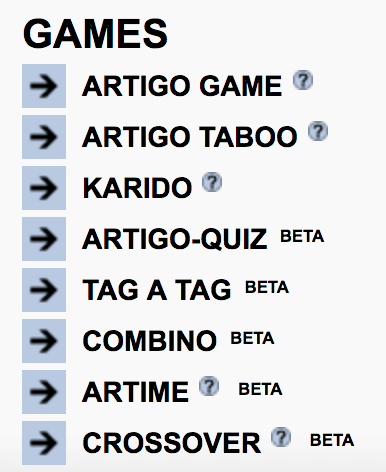 GAMES
ARTIGO GAME ?
ARTIGO TABOO ?
KARIDO ?
ARTIGO-QUIZ BETA
TAG A TAG BETA
COMBINO BETA
ARTIME ? BETA
CROSSOVER ? BETA